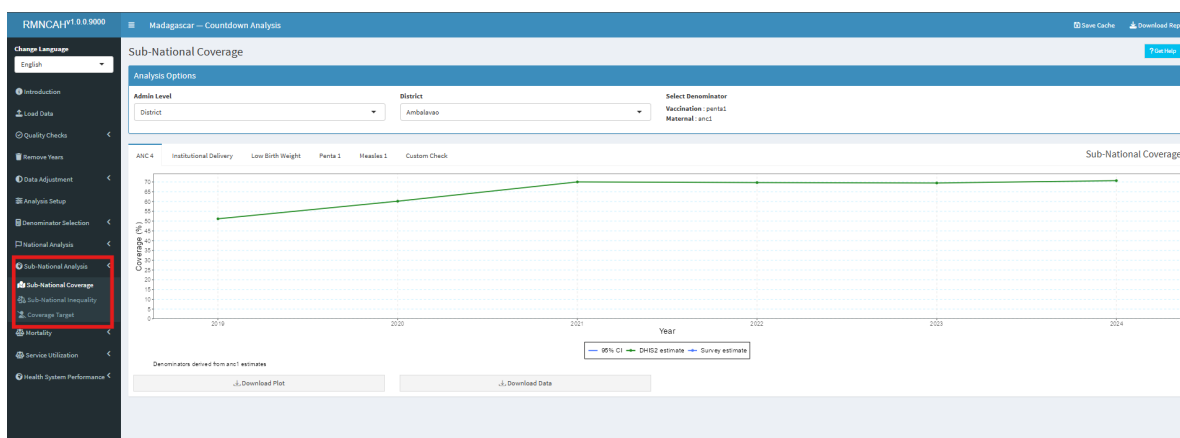 RMNCAHV1.0.0.9000
Madagascar — Countdown Analysis
Save Cache
Download Rep
Change Language
English
Introduction
Load Data
Quality Checks
Remove Years
Data Adjustment
Analysis Setup
Denominator Selection
National Analysis
Sub-National Analysis
Sub-National Coverage
Sub-National Inequality
Coverage Target
Mortality
Service Utilization
Health System Performance
Sub-National Coverage
? Get Help
Analysis Options
Admin Level
District
District
Ambalavao
Select Denominator
Vaccination : penta1
Maternal : anc1
ANC 4 Institutional Delivery Low Birth Weight Penta 1 Measles 1 Custom Check
Sub-National Coverage
Coverage (%)
70
65
60
55
50
45
40
35
30
25
20
15
10
5
0
2019 2020 2021 2022 2023 2024
Year
95% CI DHIS2 estimate Survey estimate
Denominators derived from anc1 estimates
Download Plot
Download Data